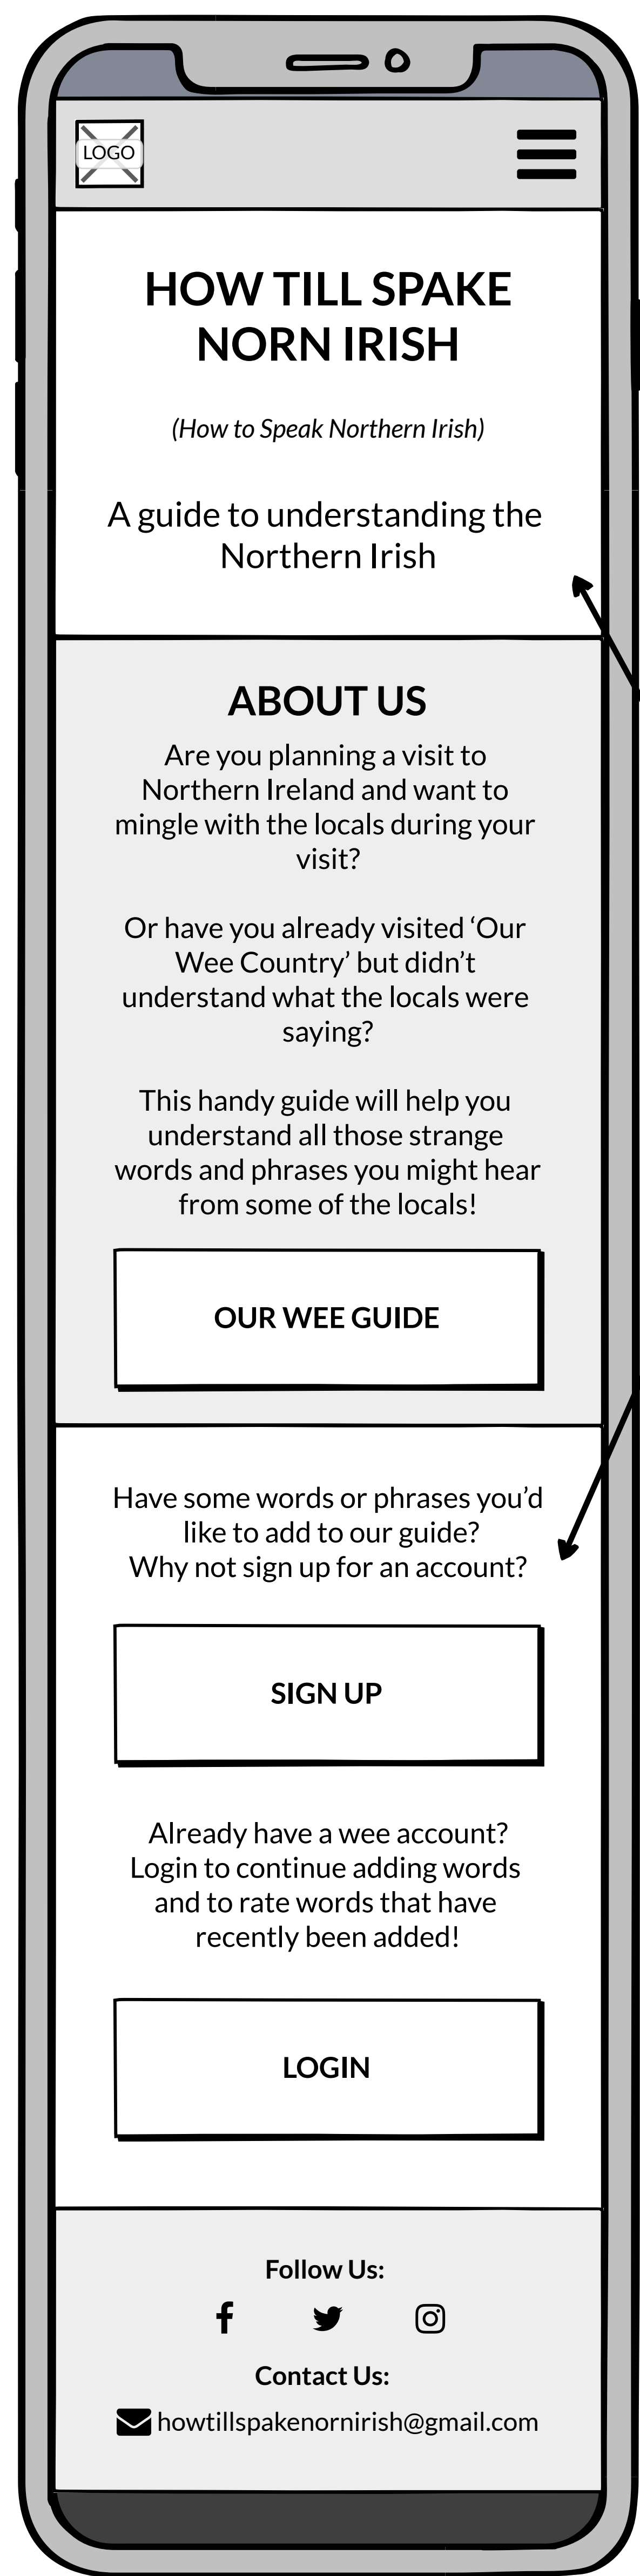 LOGO
HOW TILL SPAKE
NORN IRISH
(How to Speak Northern Irish)
A guide to understanding the
Northern Irish
ABOUT US
Are you planning a visit to
Northern Ireland and want to
mingle with the locals during your
visit?
Or have you already visited ‘Our
Wee Country’ but didn’t
understand what the locals were
saying?
This handy guide will help you
understand all those strange
words and phrases you might hear
from some of the locals!
OUR WEE GUIDE
Have some words or phrases you’d
like to add to our guide?
Why not sign up for an account?
SIGN UP
Already have a wee account?
Login to continue adding words
and to rate words that have
recently been added!
LOGIN
Follow Us:
Contact Us:
howtillspakenornirish@gmail.com